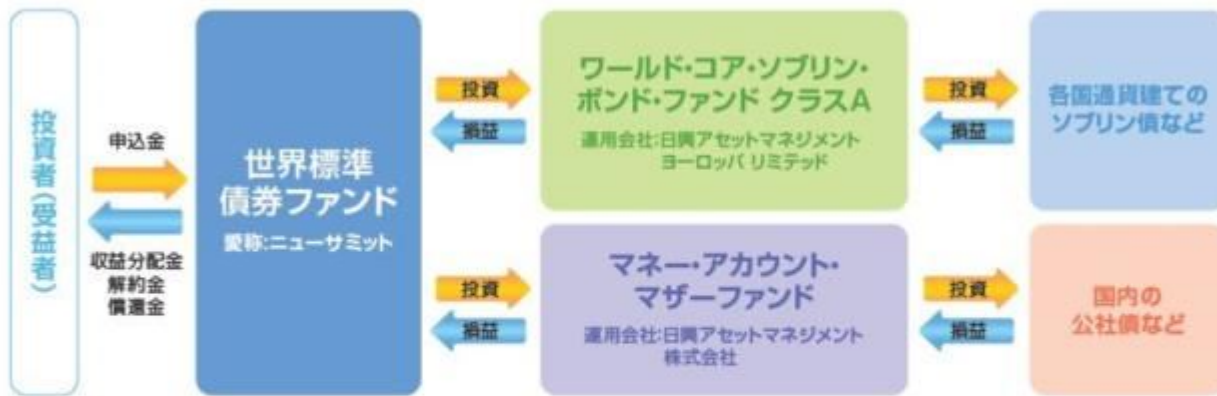 投資者(受益者)
申込金
収益分配金
解約金
償還金
世界標準
債券ファンド
愛称:ニューサミット
投資
損益
ワールド・コア・ソブリン・
ボンド・ファンド クラスA
運用会社:日興アセットマネジメント
ヨーロッパ リミテッド
投資
損益
各国通貨建ての
ソブリン債など
投資
損益
マネー・アカウント・
マザーファンド
運用会社:日興アセットマネジメント
株式会社
投資
損益
国内の
公社債など